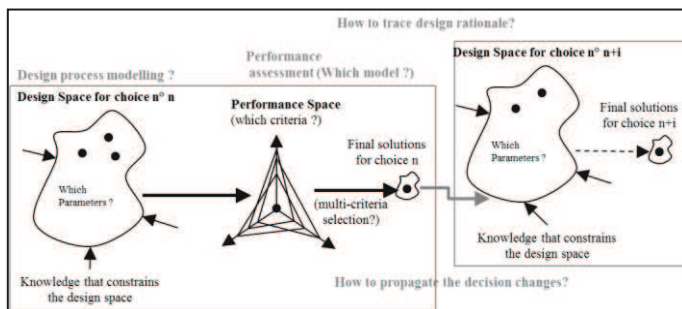 How to trace design rationale?
Performance
assessment (Which model ?)
Design process modelling ?
Design Space for choice n° n
Performance Space
(which criteria ?)
Final solutions
for choice n
Which
Parameters ?
(multi-criteria
selection?)
Knowledge that constrains
the design space
Design Space for choice n° n+i
Final solutions
for choice n+i
Which
Parameters ?
Knowledge that constrains
the design space
How to propagate the decision changes?